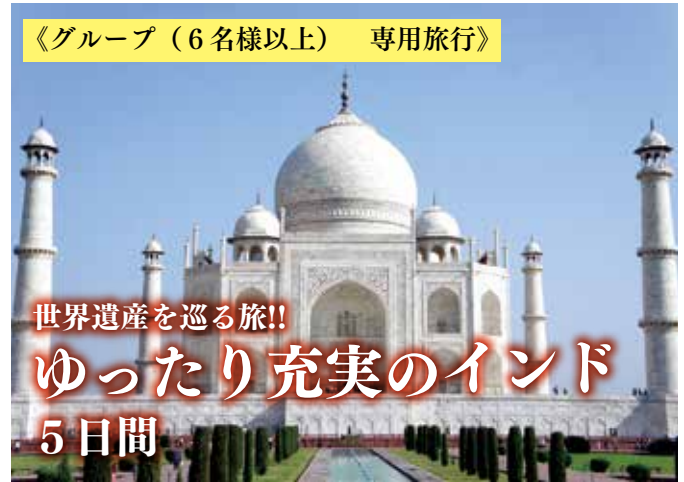 《グループ（６名様以上）　専用旅行》
世界遺産を巡る旅!!
ゆったり充実のインド
５日間